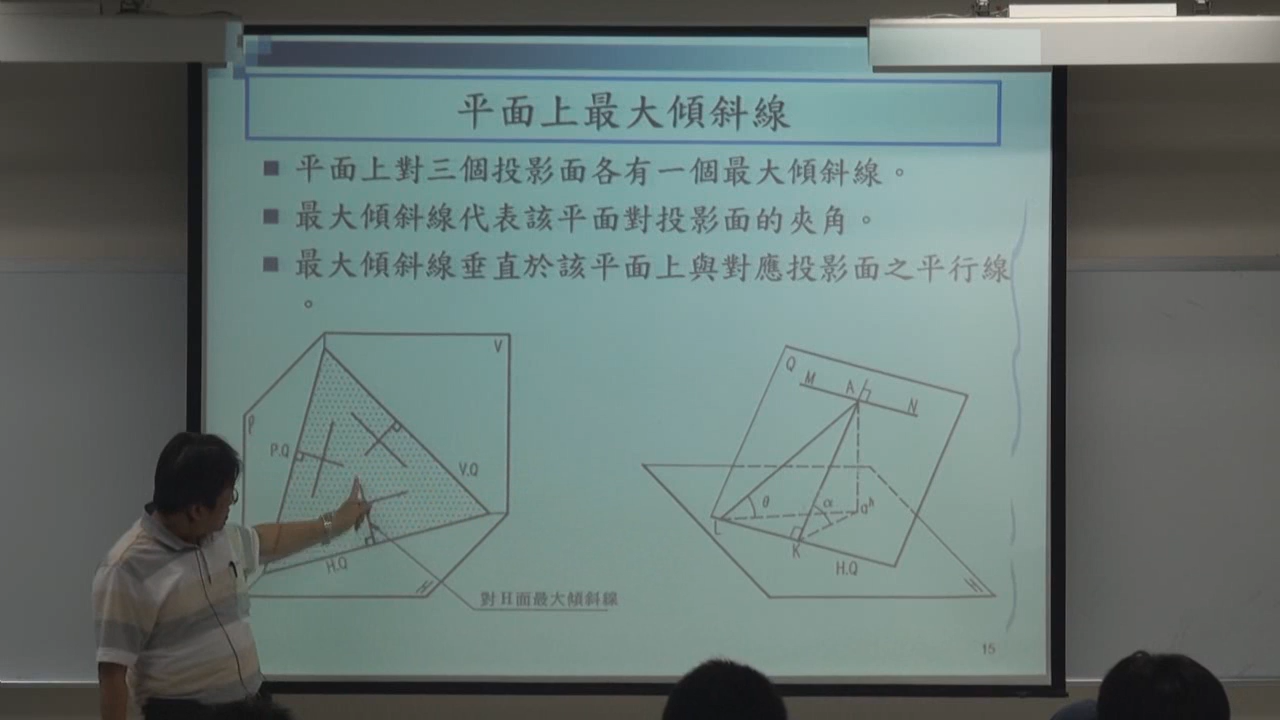 平面上最大傾斜線
■ 平面上對三個投影面各有一個最大傾斜線。
■ 最大傾斜線代表該平面對投影面的夾角。
■ 最大傾斜線垂直於該平面上與對應投影面之平行線
。
V
P
P.Q
V.Q
H.Q
H
對H面最大傾斜線
Q
M
A
N
θ
α
aʰ
L
K
H.Q
H
15